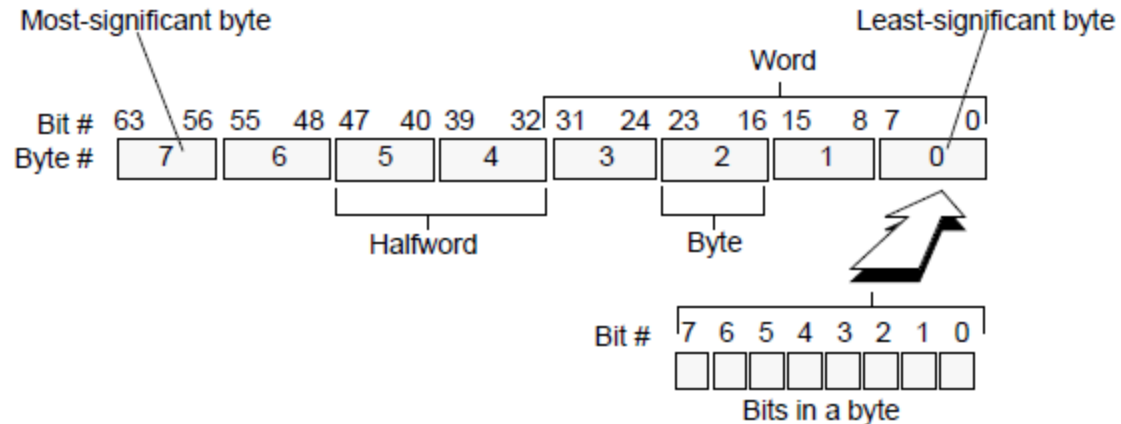 Most-significant byte Least-significant byte
Word
Bit # 63 56 55 48 47 40 39 32 31 24 23 16 15 8 7 0
Byte # 7 6 5 4 3 2 1 0
Halfword Byte
Bit # 7 6 5 4 3 2 1 0
Bits in a byte